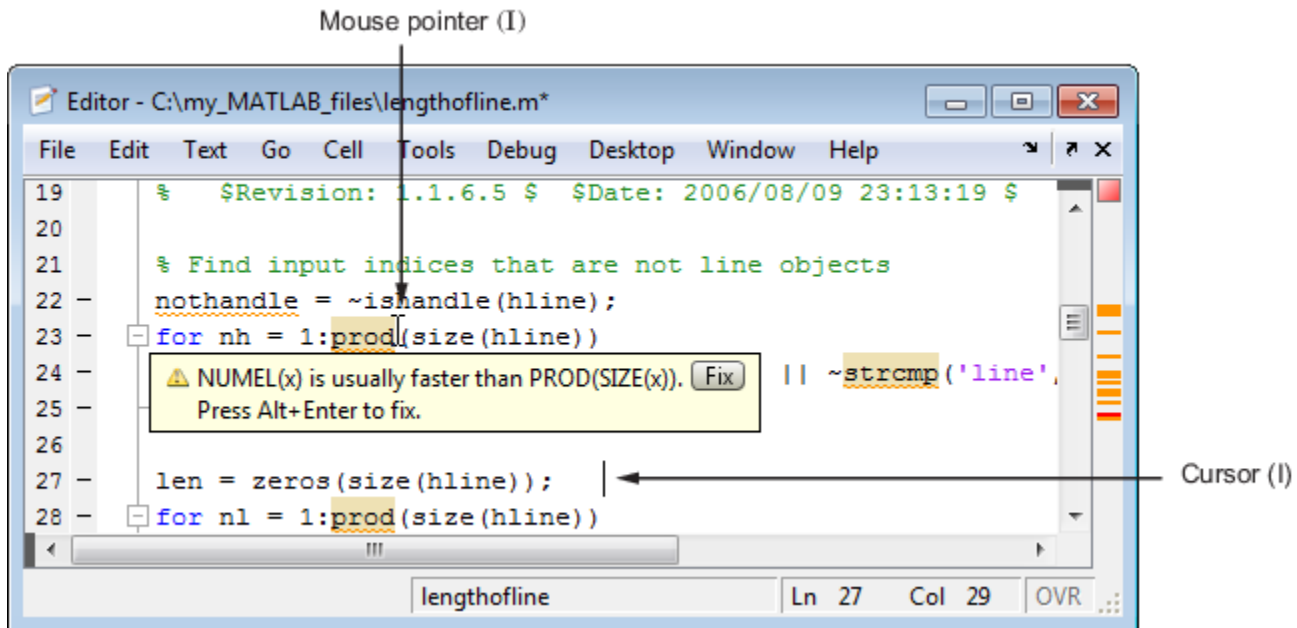 Mouse pointer (I)
Editor - C:\my_MATLAB_files\lengthofline.m*
File Edit Text Go Cell Tools Debug Desktop Window Help
19 % $Revision: 1.1.6.5 $ $Date: 2006/08/09 23:13:19 $
20
21 % Find input indices that are not line objects
22 – nothandle = ~ishandle(hline);
23 – for nh = 1:prod(size(hline))
24 – || ~strcmp('line',
NUMEL(x) is usually faster than PROD(SIZE(x)). Fix
Press Alt+Enter to fix.
25 –
26
27 – len = zeros(size(hline));
Cursor (I)
28 – for nl = 1:prod(size(hline))
lengthofline Ln 27 Col 29 OVR